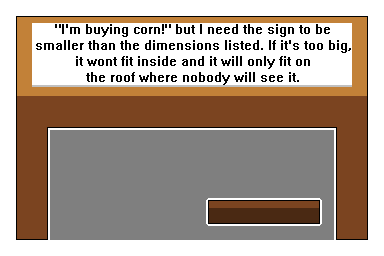 "I'm buying corn!" but I need the sign to be
smaller than the dimensions listed. If it's too big,
it wont fit inside and it will only fit on
the roof where nobody will see it.